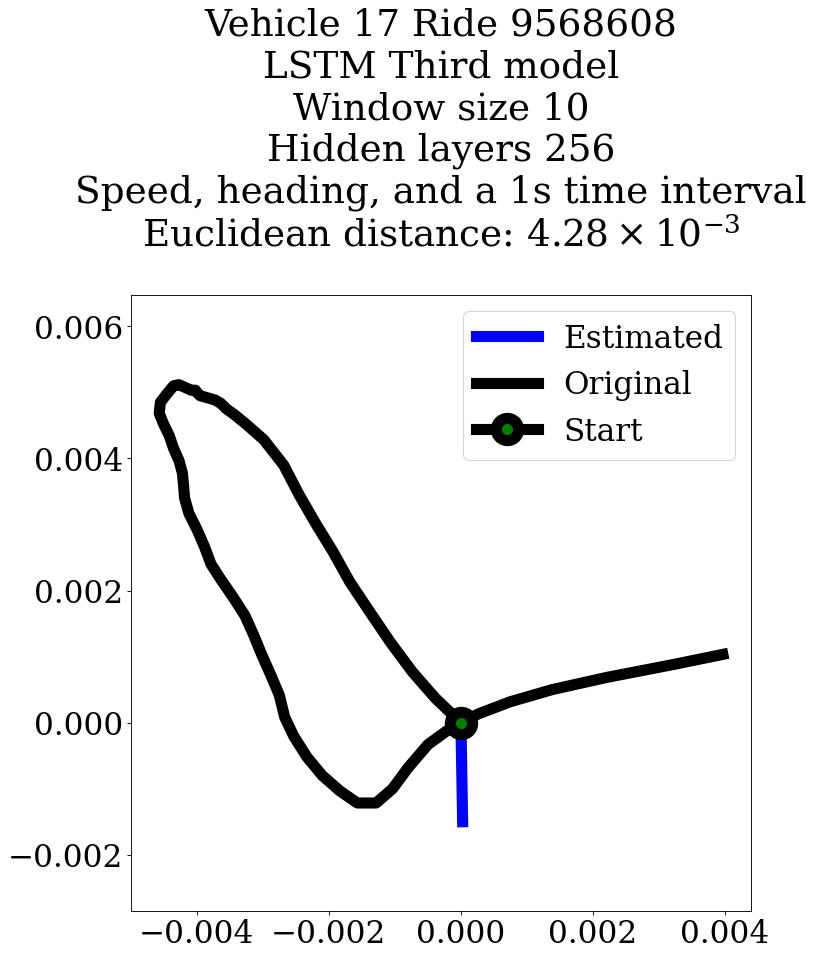 Vehicle 17 Ride 9568608
LSTM Third model
Window size 10
Hidden layers 256
Speed, heading, and a 1s time interval
Euclidean distance: 4.28 × 10⁻³
Estimated
Original
Start
0.006
0.004
0.002
0.000
−0.002
−0.004 −0.002 0.000 0.002 0.004